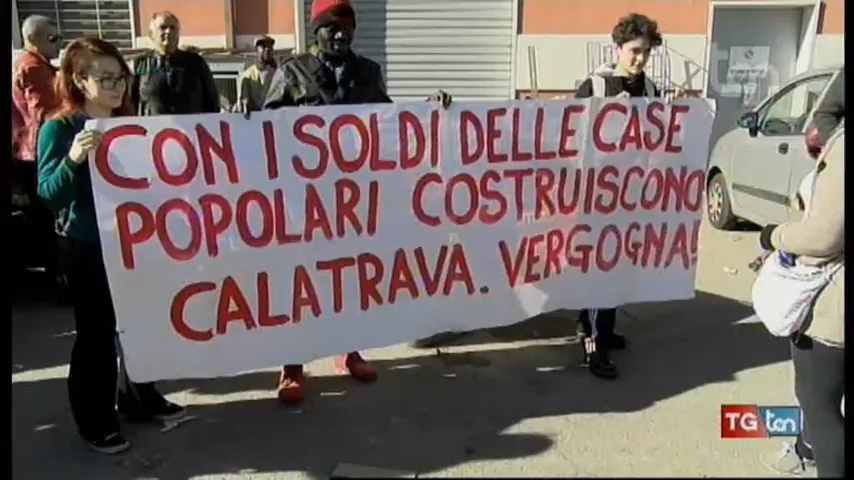 CON I SOLDI DELLE CASE
POPOLARI COSTRUISCONO
CALATRAVA. VERGOGNA!
TG ten